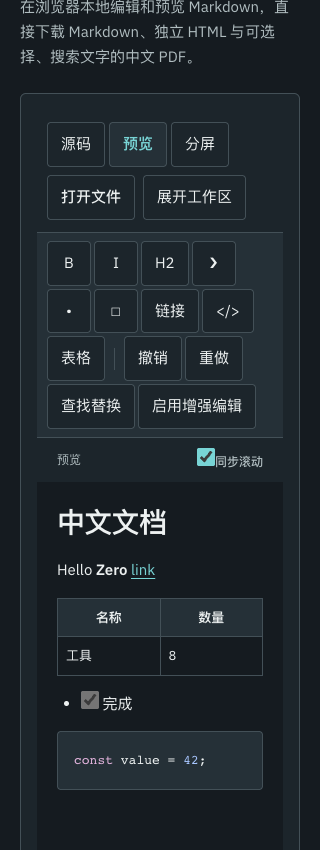 在浏览器本地编辑和预览 Markdown，直
接下载 Markdown、独立 HTML 与可选
择、搜索文字的中文 PDF。
源码 预览 分屏
打开文件 展开工作区
B I H2 ❯
• □ 链接 </>
表格 撤销 重做
查找替换 启用增强编辑
预览 同步滚动
中文文档
Hello Zero link
名称 数量
工具 8
完成
const value = 42;